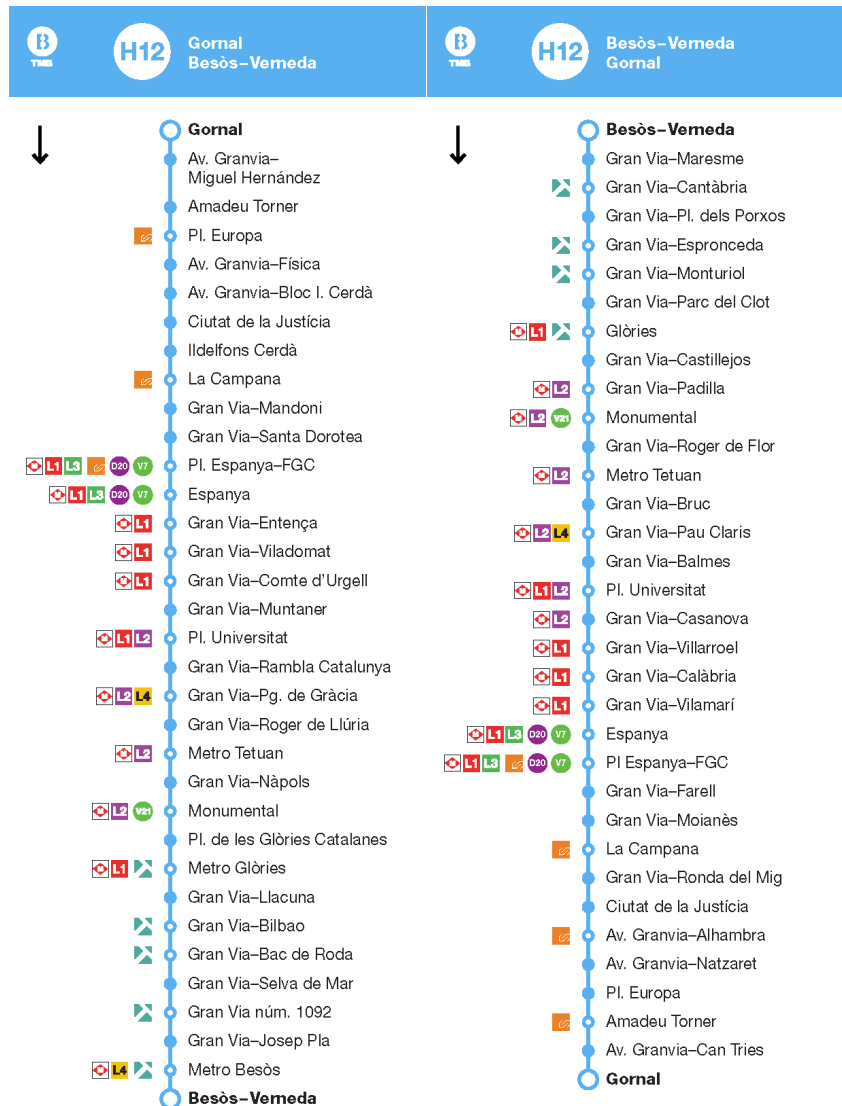 B
TMB
H12
Gornal
Besòs–Verneda
Gornal
Av. Granvia–
Miguel Hernández
Amadeu Torner
Pl. Europa
Av. Granvia–Física
Av. Granvia–Bloc I. Cerdà
Ciutat de la Justícia
Ildelfons Cerdà
La Campana
Gran Via–Mandoni
Gran Via–Santa Dorotea
M L1 L3 D20 V7 Pl. Espanya–FGC
M L1 L3 D20 V7 Espanya
M L1 Gran Via–Entença
M L1 Gran Via–Viladomat
M L1 Gran Via–Comte d’Urgell
Gran Via–Muntaner
M L1 L2 Pl. Universitat
Gran Via–Rambla Catalunya
M L2 L4 Gran Via–Pg. de Gràcia
Gran Via–Roger de Llúria
M L2 Metro Tetuan
Gran Via–Nàpols
M L2 V21 Monumental
Pl. de les Glòries Catalanes
M L1 Metro Glòries
Gran Via–Llacuna
Gran Via–Bilbao
Gran Via–Bac de Roda
Gran Via–Selva de Mar
Gran Via núm. 1092
Gran Via–Josep Pla
M L4 Metro Besòs
Besòs–Verneda
B
TMB
H12
Besòs–Verneda
Gornal
Besòs–Verneda
Gran Via–Maresme
Gran Via–Cantàbria
Gran Via–Pl. dels Porxos
Gran Via–Espronceda
Gran Via–Monturiol
Gran Via–Parc del Clot
M L1 Glòries
Gran Via–Castillejos
M L2 Gran Via–Padilla
M L2 V21 Monumental
Gran Via–Roger de Flor
M L2 Metro Tetuan
Gran Via–Bruc
M L2 L4 Gran Via–Pau Claris
Gran Via–Balmes
M L1 L2 Pl. Universitat
M L2 Gran Via–Casanova
M L1 Gran Via–Villarroel
M L1 Gran Via–Calàbria
M L1 Gran Via–Vilamarí
M L1 L3 D20 V7 Espanya
M L1 L3 D20 V7 Pl Espanya–FGC
Gran Via–Farell
Gran Via–Moianès
La Campana
Gran Via–Ronda del Mig
Ciutat de la Justícia
Av. Granvia–Alhambra
Av. Granvia–Natzaret
Pl. Europa
Amadeu Torner
Av. Granvia–Can Tries
Gornal